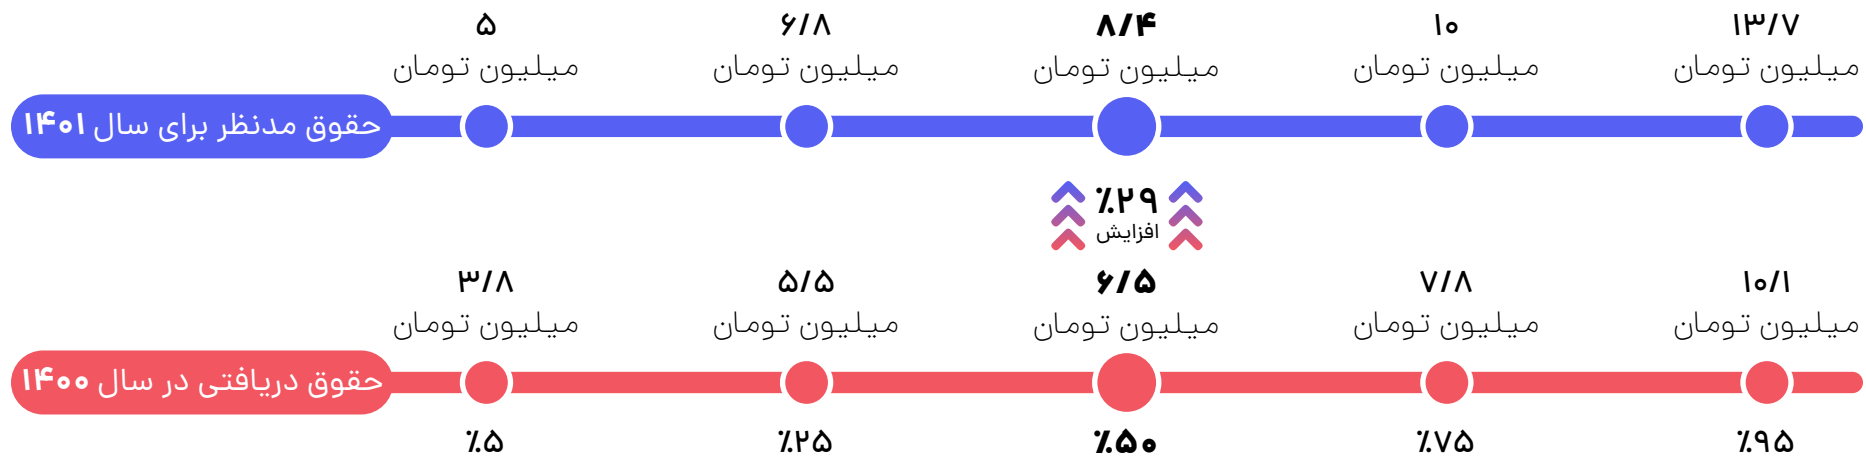 ۵
میلیون تومان
۶/۸
میلیون تومان
۸/۴
میلیون تومان
۱۰
میلیون تومان
۱۳/۷
میلیون تومان
حقوق مدنظر برای سال ۱۴۰۱
٪۲۹
افزایش
۳/۸
میلیون تومان
۵/۵
میلیون تومان
۶/۵
میلیون تومان
۷/۸
میلیون تومان
۱۰/۱
میلیون تومان
حقوق دریافتی در سال ۱۴۰۰
٪۵
٪۲۵
٪۵۰
٪۷۵
٪۹۵